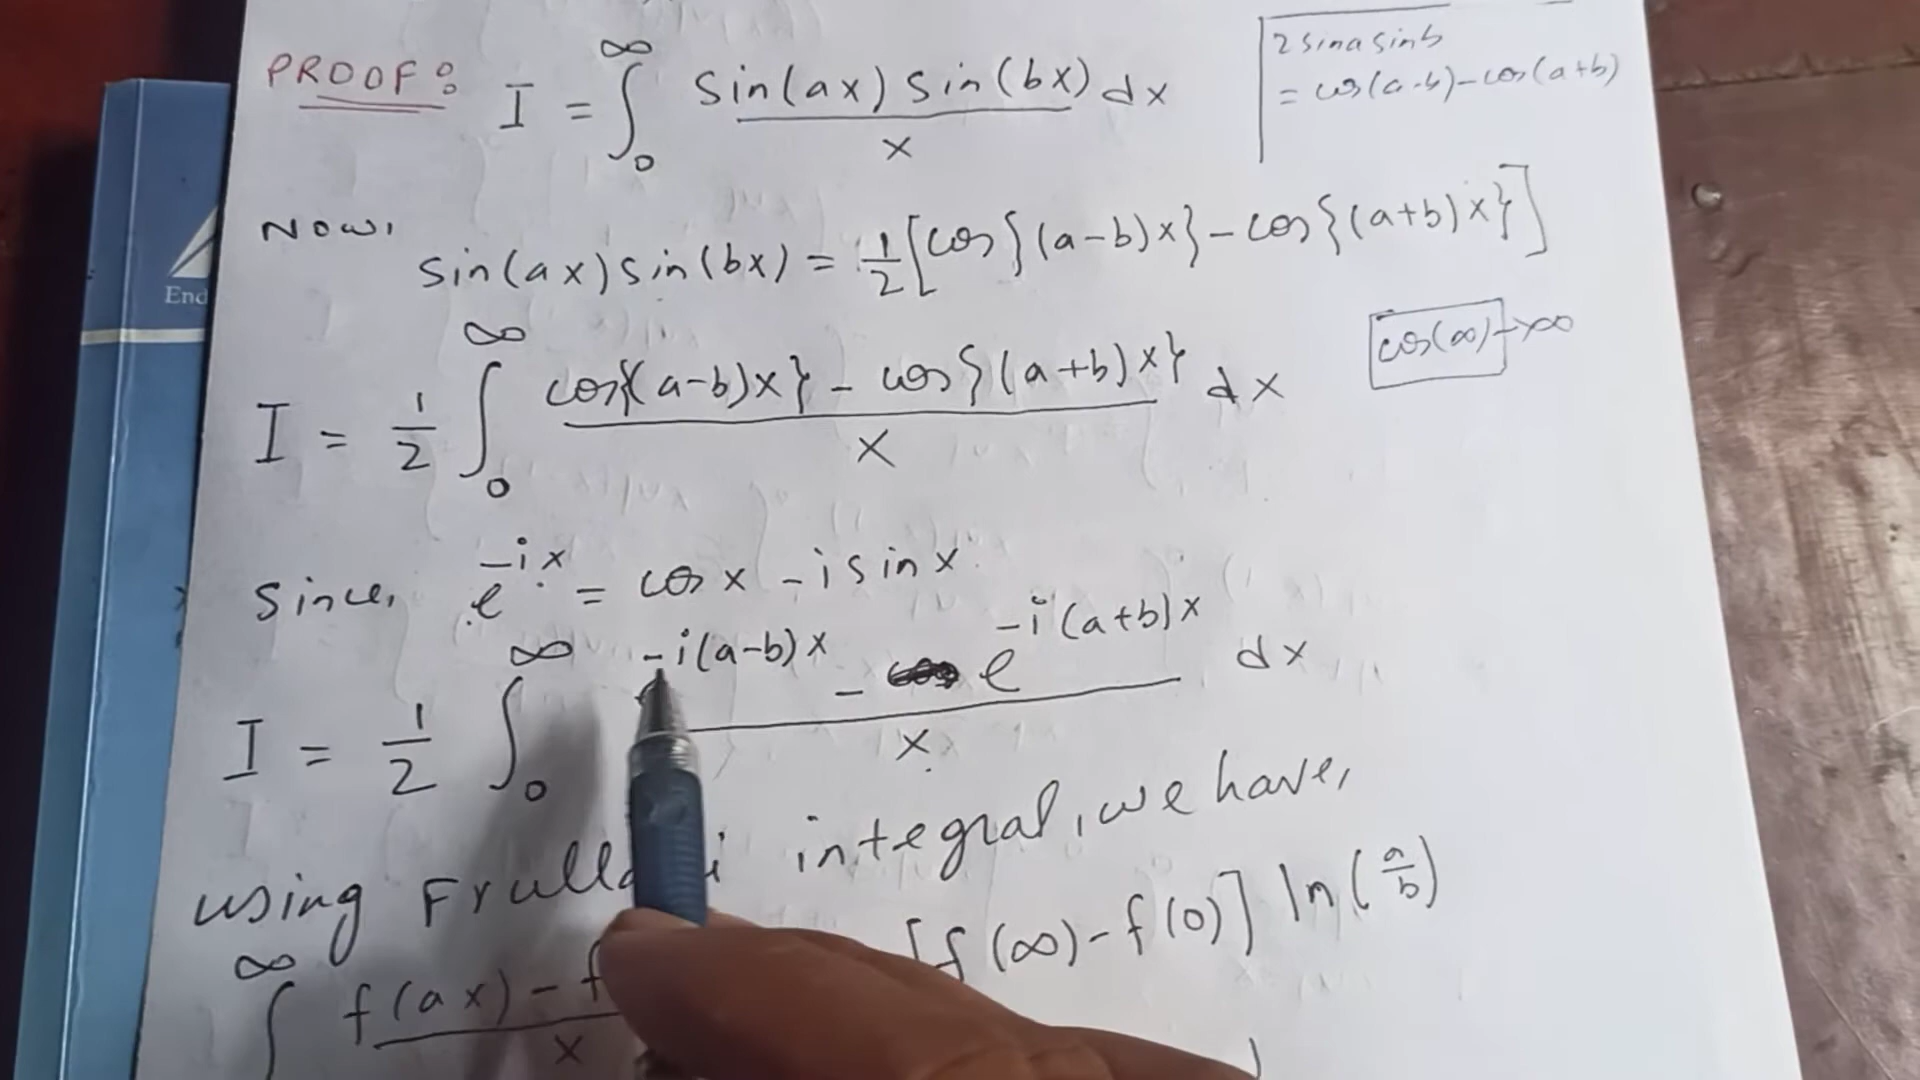 PROOF: I = ∫₀^∞ sin(ax) sin(bx) / x dx
2 sina sinb
= cos(a-b) - cos(a+b)
Now,
sin(ax) sin(bx) = 1/2 [cos{(a-b)x} - cos{(a+b)x}]
I = 1/2 ∫₀^∞ cos{(a-b)x} - cos{(a+b)x} / x dx
cos(∞) → ∞
Since, e^{-ix} = cos x - i sin x
I = 1/2 ∫₀^∞ e^{-i(a-b)x} - e^{-i(a+b)x} / x dx
using integral, we have,
∫^∞ f(ax) - f / x [f(∞) - f(0)] ln(a/b)
End